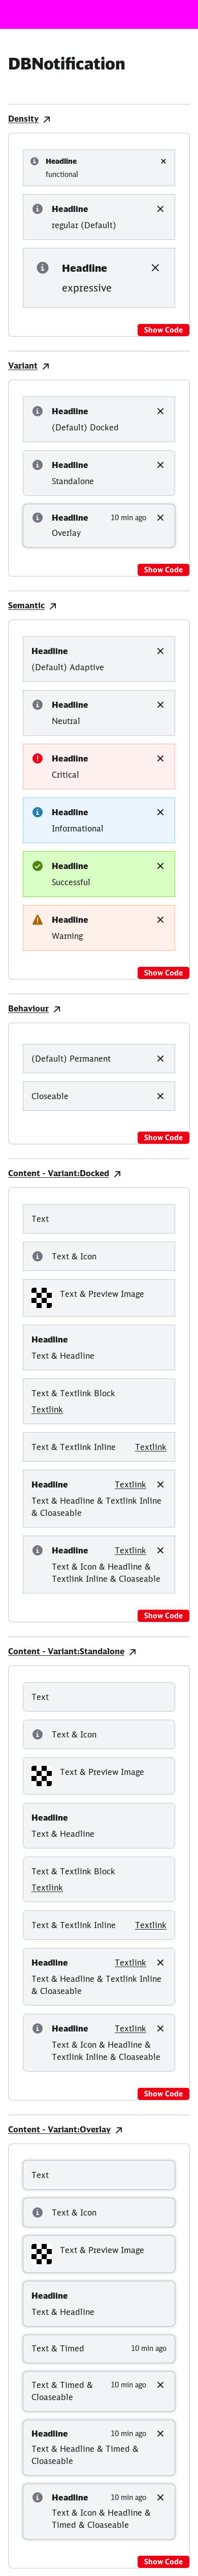 DBNotification
Density
Headline
functional
Headline
regular (Default)
Headline
expressive
Show Code
Variant
Headline
(Default) Docked
Headline
Standalone
Headline 10 min ago
Overlay
Show Code
Semantic
Headline
(Default) Adaptive
Headline
Neutral
Headline
Critical
Headline
Informational
Headline
Successful
Headline
Warning
Show Code
Behaviour
(Default) Permanent
Closeable
Show Code
Content - Variant:Docked
Text
Text & Icon
Text & Preview Image
Headline
Text & Headline
Text & Textlink Block
Textlink
Text & Textlink Inline Textlink
Headline Textlink
Text & Headline & Textlink Inline
& Cloaseable
Headline Textlink
Text & Icon & Headline &
Textlink Inline & Cloaseable
Show Code
Content - Variant:Standalone
Text
Text & Icon
Text & Preview Image
Headline
Text & Headline
Text & Textlink Block
Textlink
Text & Textlink Inline Textlink
Headline Textlink
Text & Headline & Textlink Inline
& Cloaseable
Headline Textlink
Text & Icon & Headline &
Textlink Inline & Cloaseable
Show Code
Content - Variant:Overlay
Text
Text & Icon
Text & Preview Image
Headline
Text & Headline
Text & Timed 10 min ago
Text & Timed & 10 min ago
Cloaseable
Headline 10 min ago
Text & Headline & Timed &
Cloaseable
Headline 10 min ago
Text & Icon & Headline &
Timed & Cloaseable
Show Code